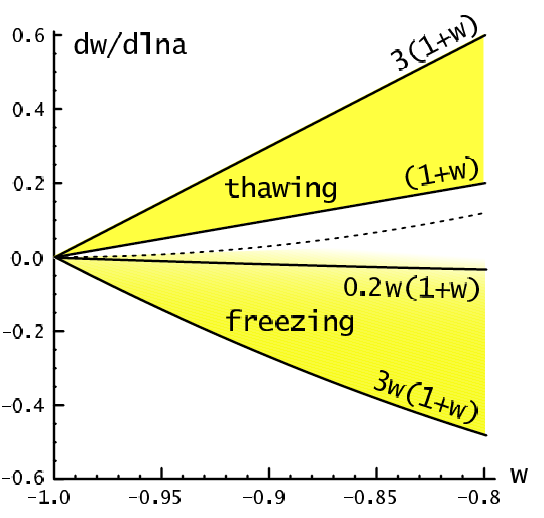 0.6
dw/dlna
3(1+w)
0.4
0.2
thawing
(1+w)
0.0
0.2w(1+w)
-0.2
freezing
3w(1+w)
-0.4
-0.6
w
-1.0 -0.95 -0.9 -0.85 -0.8